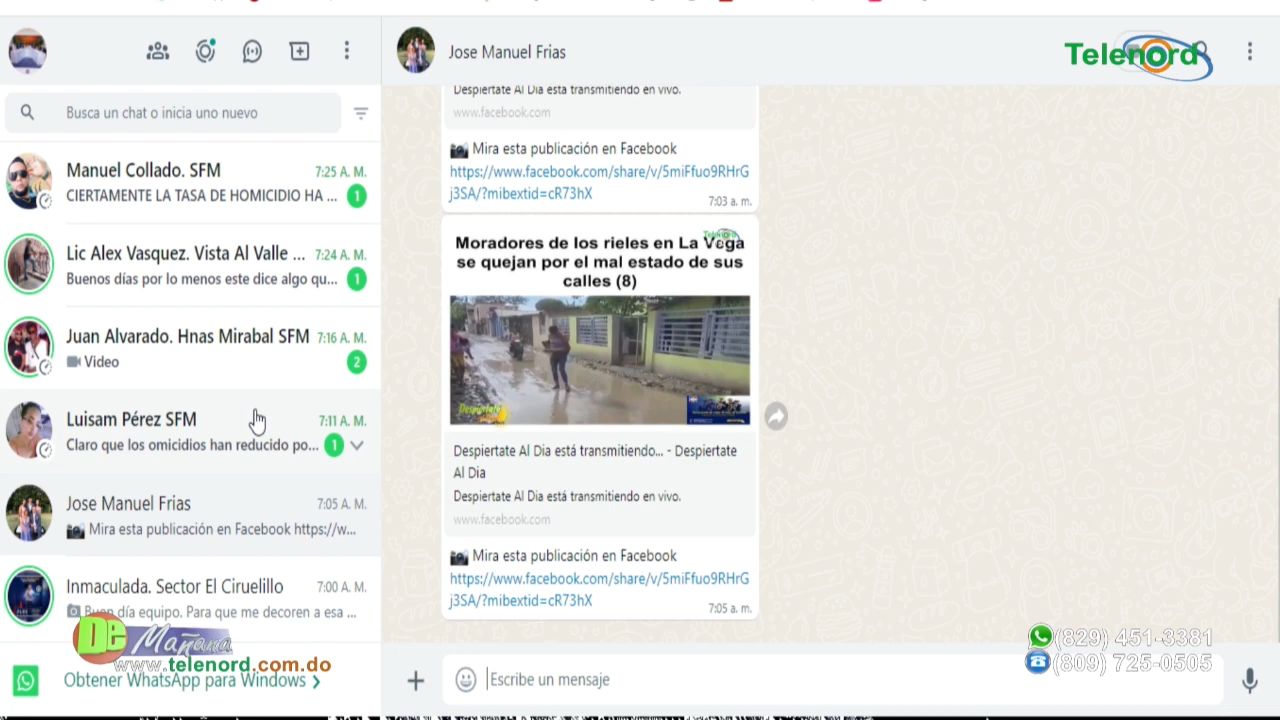 Jose Manuel Frias
Telenord
Busca un chat o inicia uno nuevo
Manuel Collado. SFM
7:25 A. M.
CIERTAMENTE LA TASA DE HOMICIDIO HA ...
1
Lic Alex Vasquez. Vista Al Valle ...
7:24 A. M.
Buenos días por lo menos este dice algo qu...
1
Juan Alvarado. Hnas Mirabal SFM
7:16 A. M.
Video
2
Luisam Pérez SFM
7:11 A. M.
Claro que los omicidios han reducido po...
1
Jose Manuel Frias
7:05 A. M.
Mira esta publicación en Facebook https://w...
Inmaculada. Sector El Ciruelillo
7:00 A. M.
Buen día equipo. Para que me decoren a esa ...
De Mañana
www.telenord.com.do
Obtener WhatsApp para Windows
Despiertate Al Dia está transmitiendo en vivo.
www.facebook.com
Mira esta publicación en Facebook
https://www.facebook.com/share/v/5miFfuo9RHrG
j3SA/?mibextid=cR73hX
7:03 a. m.
Telenord
Moradores de los rieles en La Vega
se quejan por el mal estado de sus
calles (8)
Despiertate
Despiertate Al Dia está transmitiendo... - Despiertate
Al Dia
Despiertate Al Dia está transmitiendo en vivo.
www.facebook.com
Mira esta publicación en Facebook
https://www.facebook.com/share/v/5miFfuo9RHrG
j3SA/?mibextid=cR73hX
7:05 a. m.
(829) 451-3381
(809) 725-0505
Escribe un mensaje